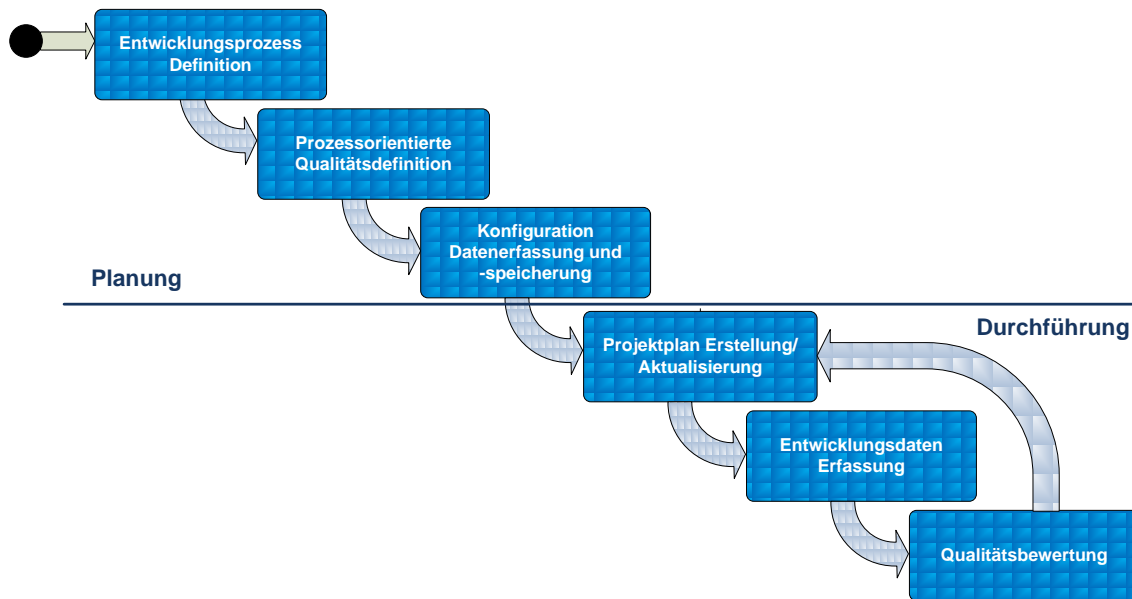 Entwicklungsprozess
Definition
Prozessorientierte
Qualitätsdefinition
Konfiguration
Datenerfassung und
-speicherung
Planung
Durchführung
Projektplan Erstellung/
Aktualisierung
Entwicklungsdaten
Erfassung
Qualitätsbewertung